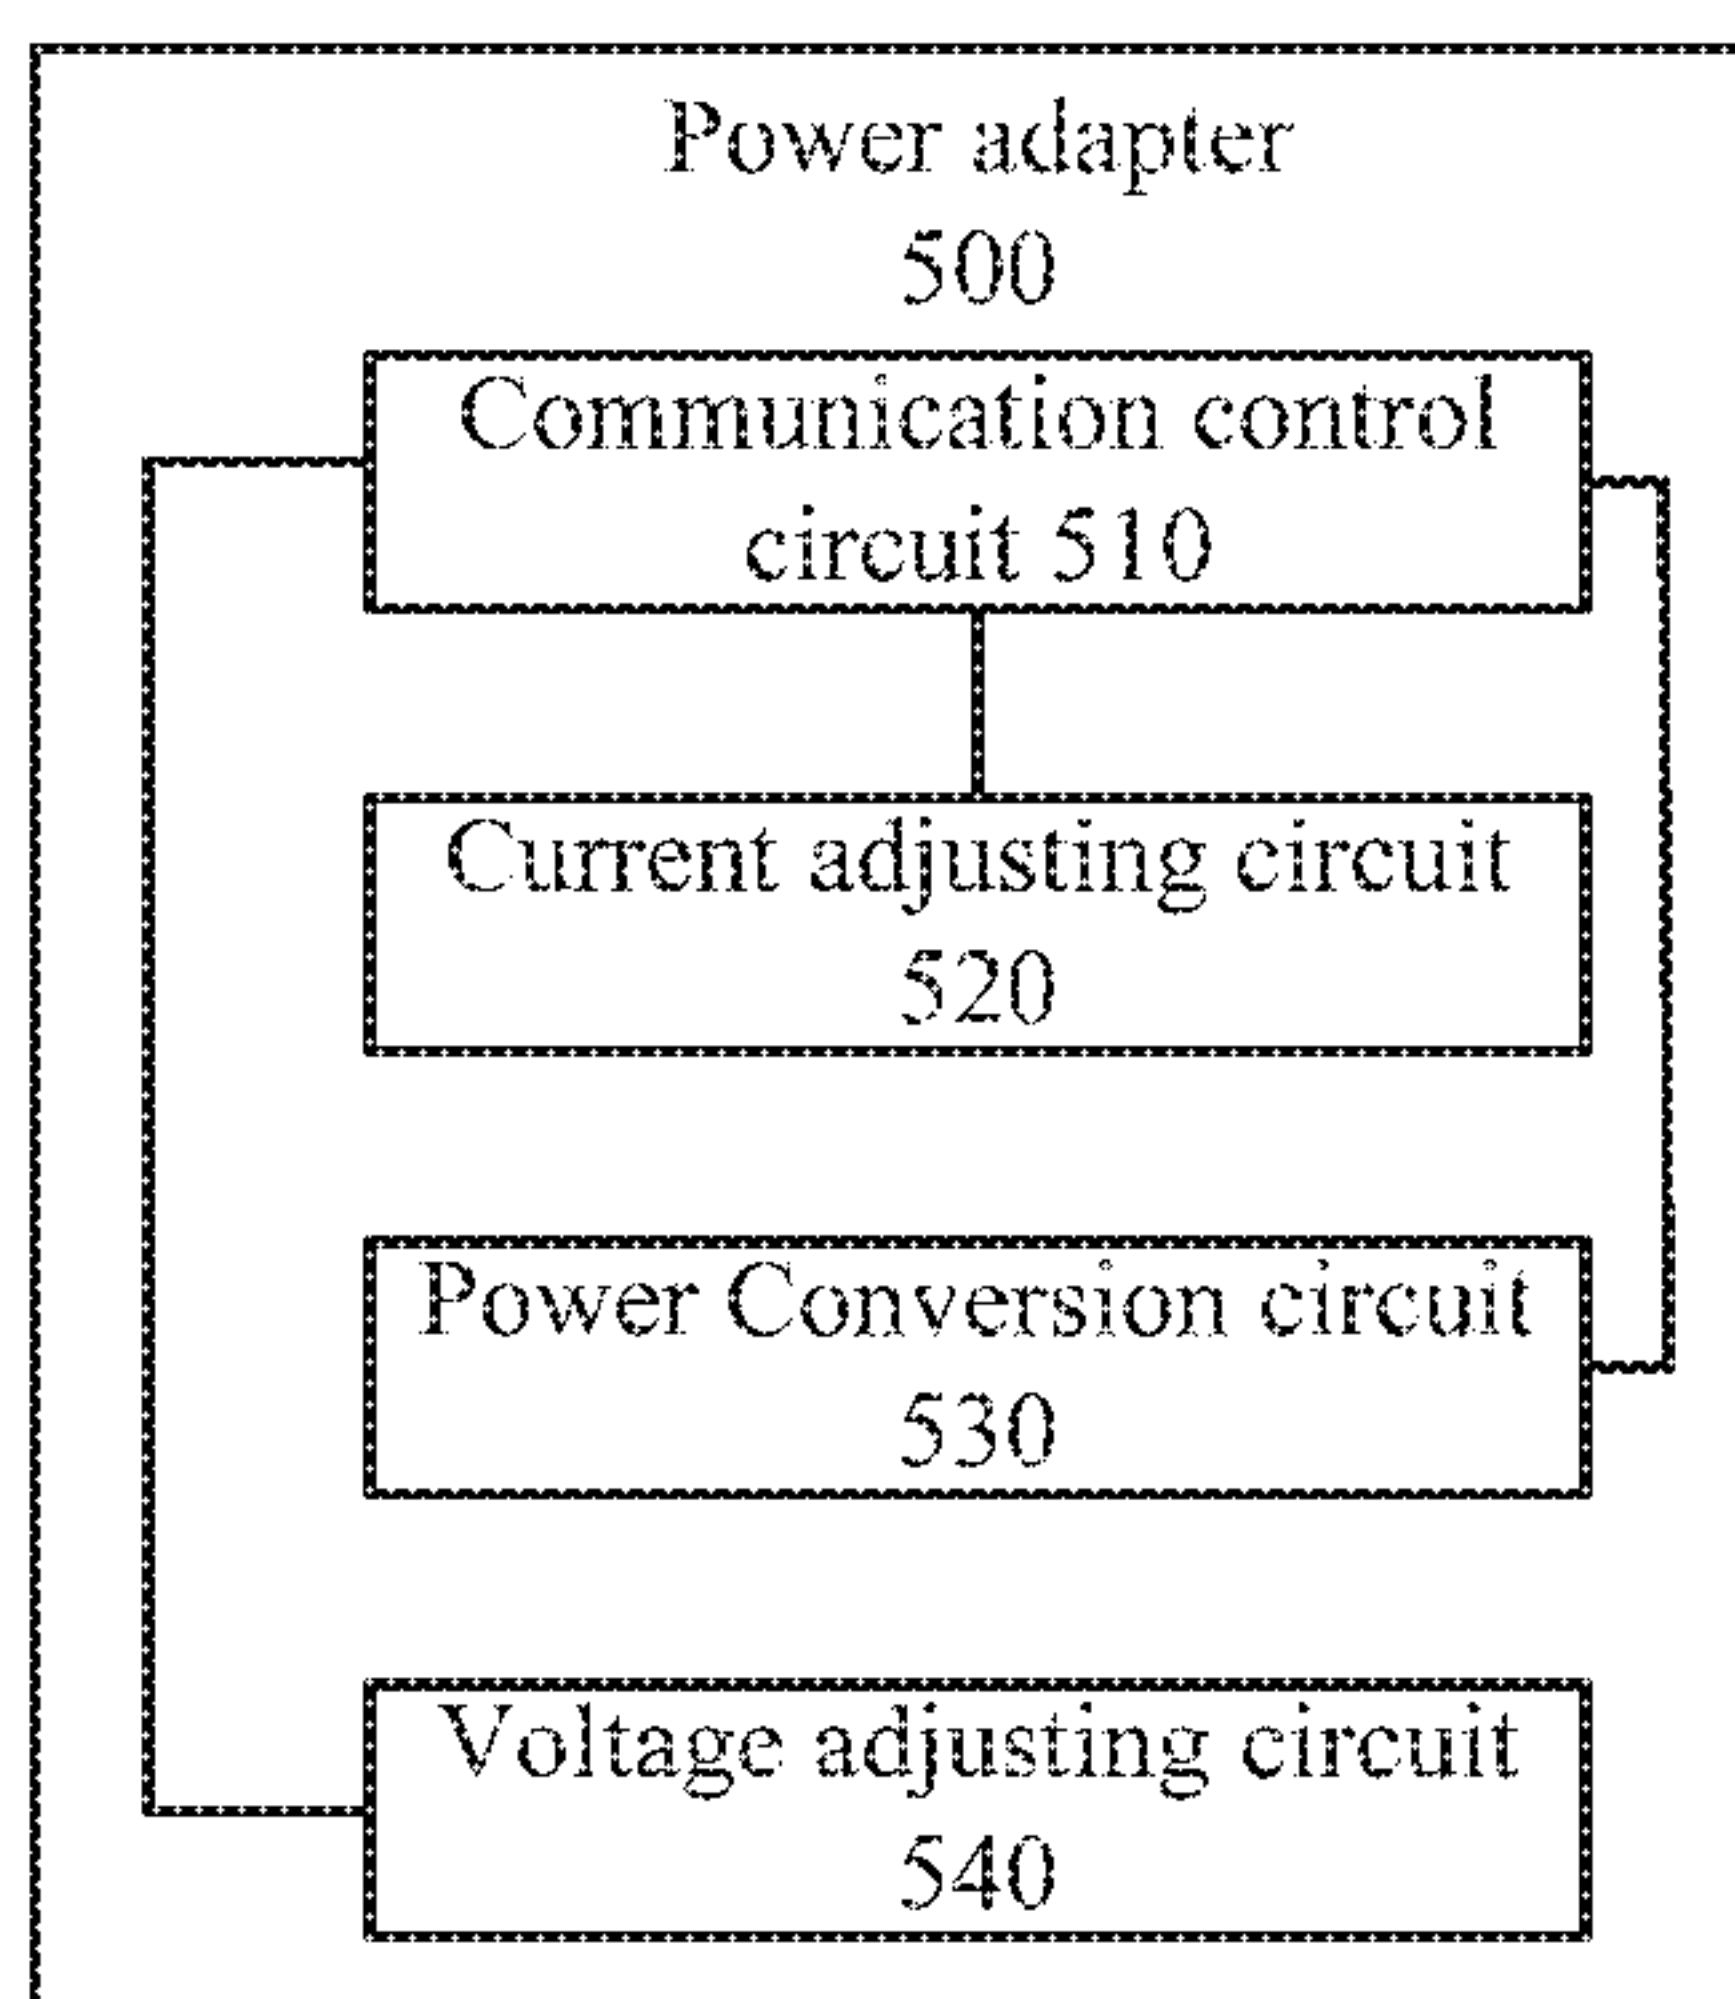 Power adapter
500
Communication control
circuit 510
Current adjusting circuit
520
Power Conversion circuit
530
Voltage adjusting circuit
540